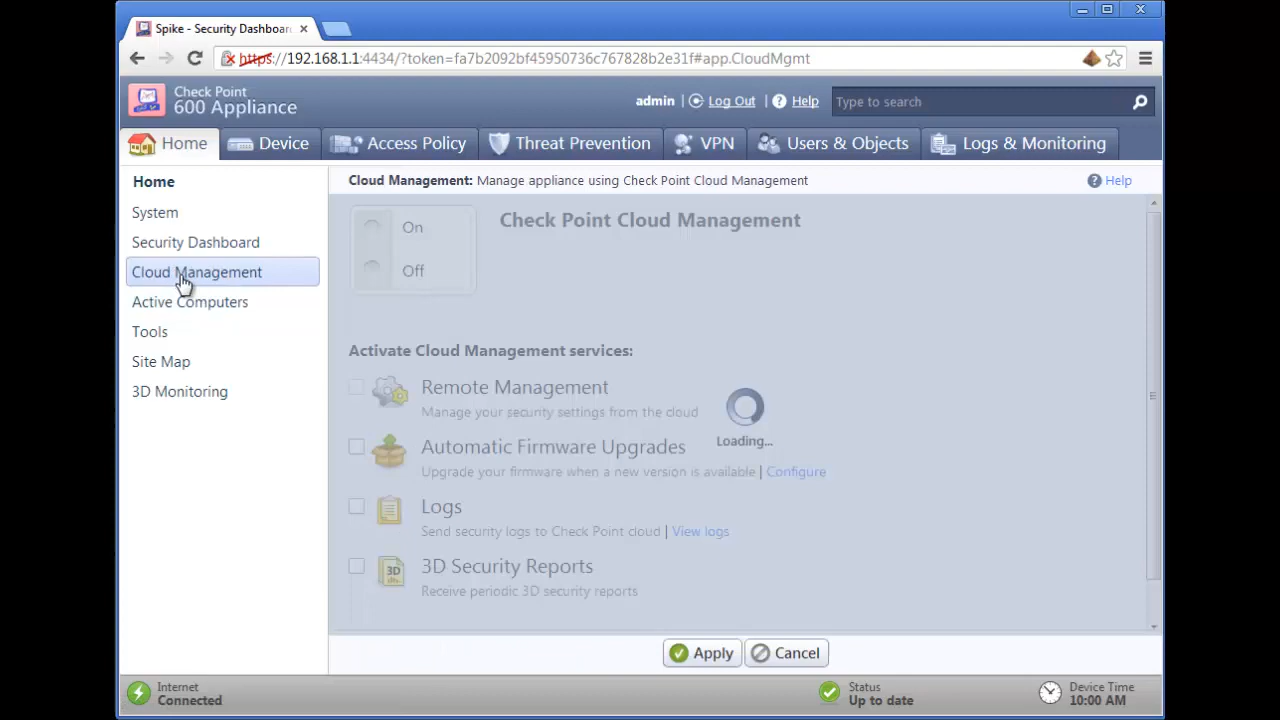 Spike - Security Dashboard
https://192.168.1.1:4434/?token=fa7b2092bf45950736c767828b2e31f#app.CloudMgmt
Check Point
600 Appliance
admin | Log Out | ? Help
Type to search
Home
Device
Access Policy
Threat Prevention
VPN
Users & Objects
Logs & Monitoring
Home
System
Security Dashboard
Cloud Management
Active Computers
Tools
Site Map
3D Monitoring
Cloud Management: Manage appliance using Check Point Cloud Management
? Help
On
Off
Check Point Cloud Management
Activate Cloud Management services:
Remote Management
Manage your security settings from the cloud
Automatic Firmware Upgrades
Upgrade your firmware when a new version is available | Configure
Logs
Send security logs to Check Point cloud | View logs
3D
3D Security Reports
Receive periodic 3D security reports
Loading...
Apply
Cancel
Internet
Connected
Status
Up to date
Device Time
10:00 AM